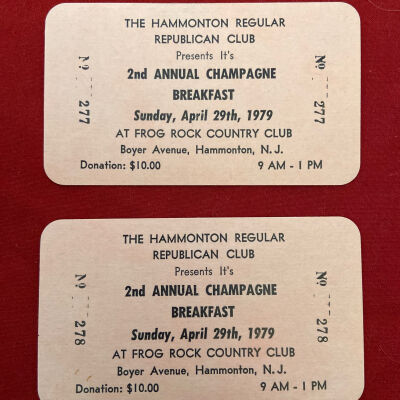 THE HAMMONTON REGULAR
REPUBLICAN CLUB
Presents It's
2nd ANNUAL CHAMPAGNE
BREAKFAST
Sunday, April 29th, 1979
AT FROG ROCK COUNTRY CLUB
Boyer Avenue, Hammonton, N. J.
Donation: $10.00 9 AM - 1 PM
Nº 277
Nº 277
THE HAMMONTON REGULAR
REPUBLICAN CLUB
Presents It's
2nd ANNUAL CHAMPAGNE
BREAKFAST
Sunday, April 29th, 1979
AT FROG ROCK COUNTRY CLUB
Boyer Avenue, Hammonton, N. J.
Donation: $10.00 9 AM - 1 PM
Nº 278
Nº 278